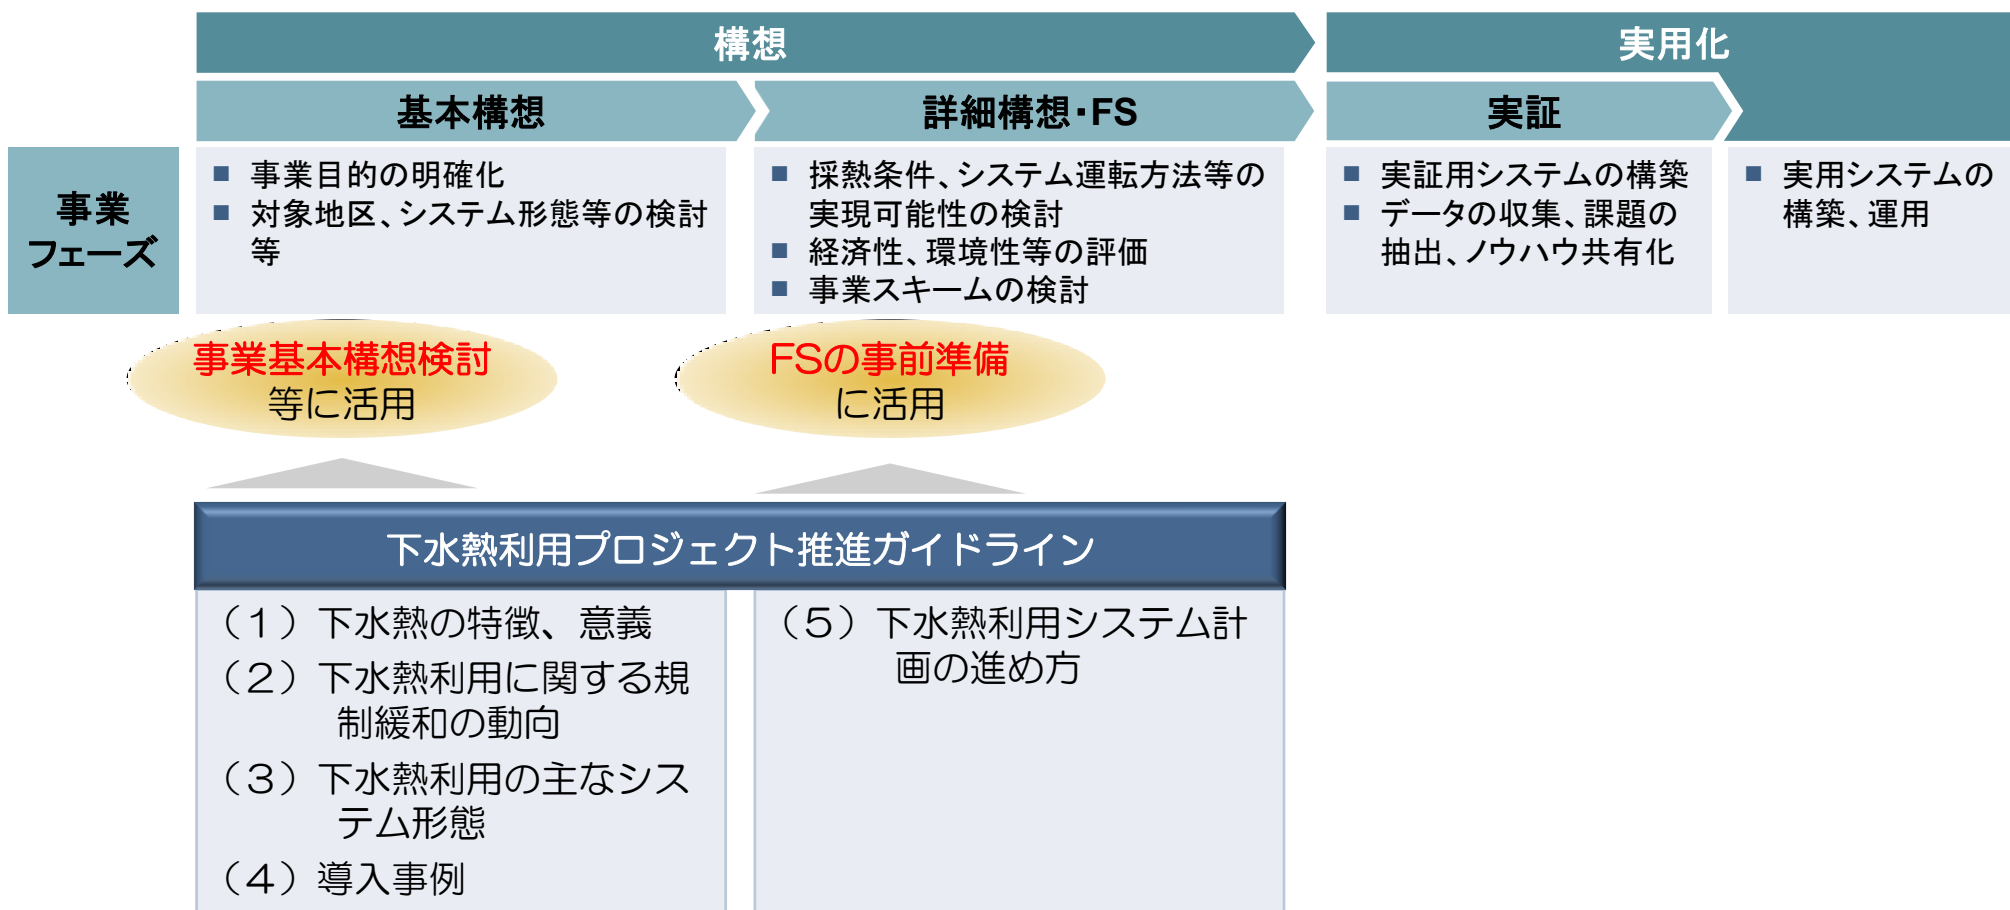 構想
実用化
基本構想
詳細構想・FS
実証
事業
フェーズ
■ 事業目的の明確化
■ 対象地区、システム形態等の検討
等
■ 採熱条件、システム運転方法等の
実現可能性の検討
■ 経済性、環境性等の評価
■ 事業スキームの検討
■ 実証用システムの構築
■ データの収集、課題の
抽出、ノウハウ共有化
■ 実用システムの
構築、運用
事業基本構想検討
等に活用
FSの事前準備
に活用
下水熱利用プロジェクト推進ガイドライン
（１）下水熱の特徴、意義
（２）下水熱利用に関する規
制緩和の動向
（３）下水熱利用の主なシス
テム形態
（４）導入事例
（５）下水熱利用システム計
画の進め方